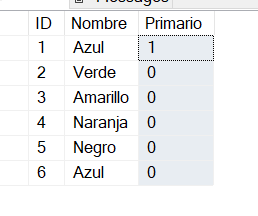 Messages
ID Nombre Primario
1 Azul 1
2 Verde 0
3 Amarillo 0
4 Naranja 0
5 Negro 0
6 Azul 0